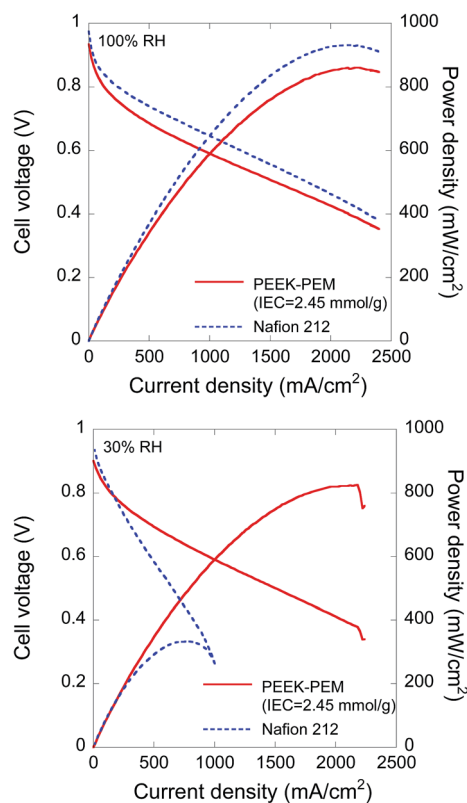 100% RH
1
0.8
0.6
0.4
0.2
0
Cell voltage (V)
1000
800
600
400
200
0
Power density (mW/cm²)
PEEK-PEM
(IEC=2.45 mmol/g)
Nafion 212
0 500 1000 1500 2000 2500
Current density (mA/cm²)
30% RH
1
0.8
0.6
0.4
0.2
0
Cell voltage (V)
1000
800
600
400
200
0
Power density (mW/cm²)
PEEK-PEM
(IEC=2.45 mmol/g)
Nafion 212
0 500 1000 1500 2000 2500
Current density (mA/cm²)